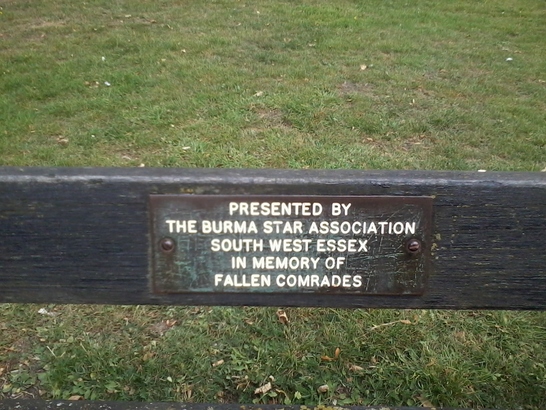 PRESENTED BY
THE BURMA STAR ASSOCIATION
SOUTH WEST ESSEX
IN MEMORY OF
FALLEN COMRADES